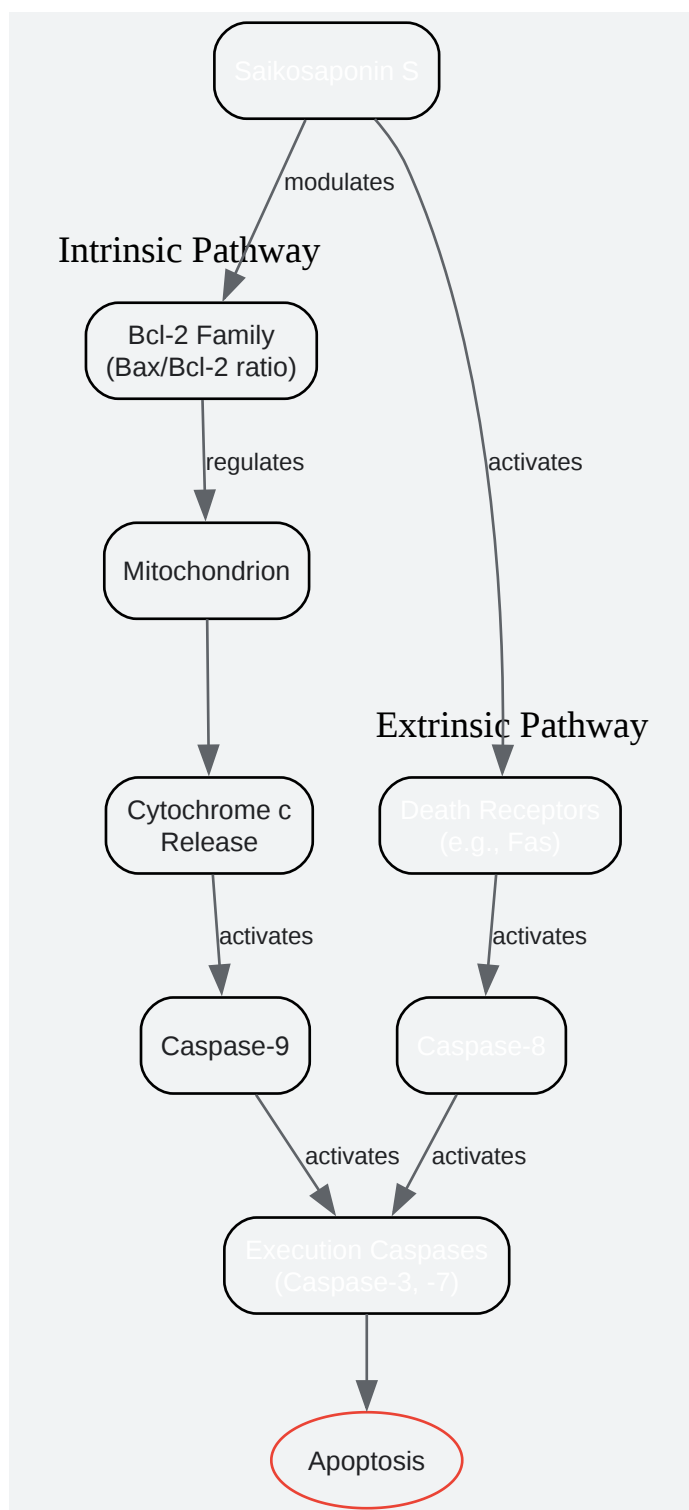 Saikosaponin S
modulates
Intrinsic Pathway
Bcl-2 Family
(Bax/Bcl-2 ratio)
regulates
activates
Mitochondrion
Extrinsic Pathway
Cytochrome c
Release
Death Receptors
(e.g., Fas)
activates
activates
Caspase-9
Caspase-8
activates
activates
Execution Caspases
(Caspase-3, -7)
Apoptosis